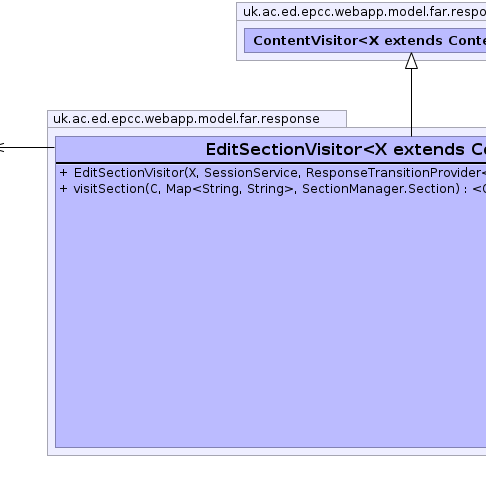 uk.ac.ed.epcc.webapp.model.far.respo
ContentVisitor<X extends Conte
uk.ac.ed.epcc.webapp.model.far.response
EditSectionVisitor<X extends Co
+ EditSectionVisitor(X, SessionService, ResponseTransitionProvider<
+ visitSection(C, Map<String, String>, SectionManager.Section) : <